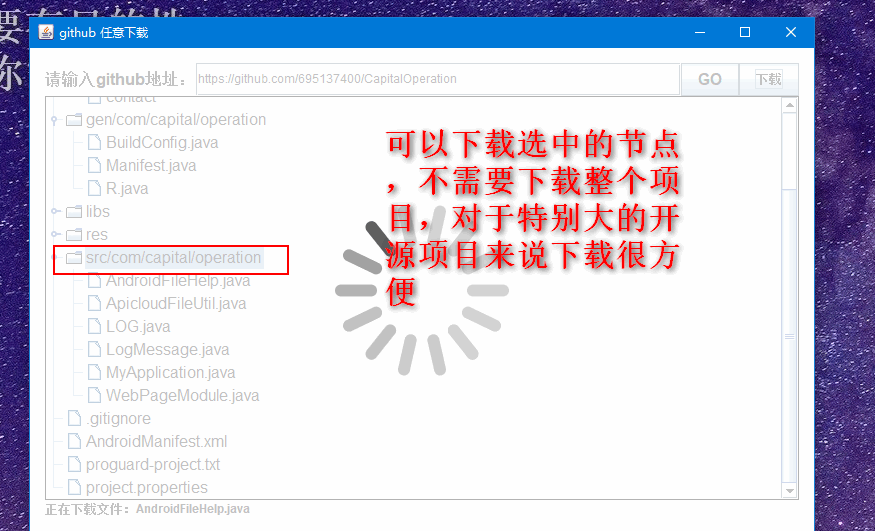 github 任意下载
请输入github地址：
https://github.com/695137400/CapitalOperation
GO
下载
contact
gen/com/capital/operation
BuildConfig.java
Manifest.java
R.java
libs
res
src/com/capital/operation
AndroidFileHelp.java
ApicloudFileUtil.java
LOG.java
LogMessage.java
MyApplication.java
WebPageModule.java
.gitignore
AndroidManifest.xml
proguard-project.txt
project.properties
可以下载选中的节点
，不需要下载整个项
目，对于特别大的开
源项目来说下载很方
便
正在下载文件：AndroidFileHelp.java